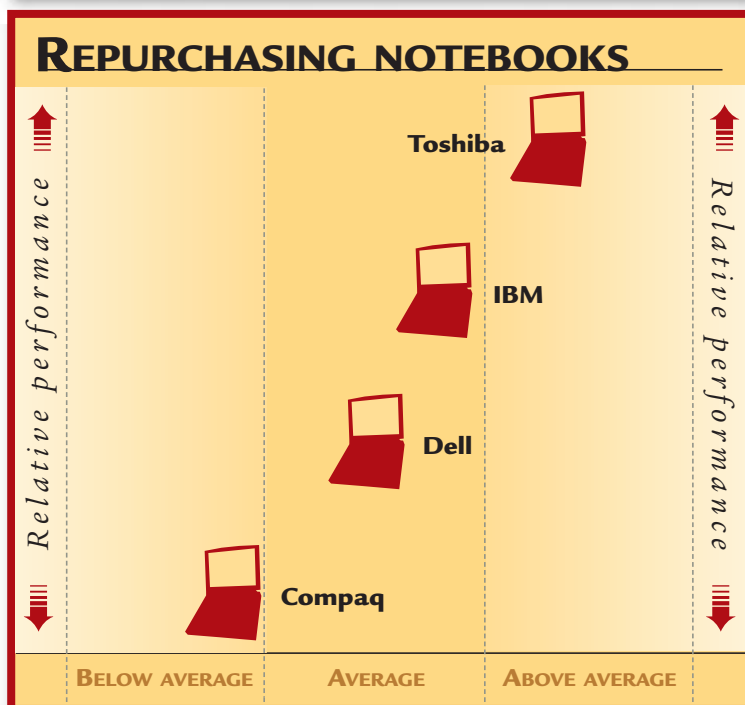 REPURCHASING NOTEBOOKS
Relative performance
Relative performance
Toshiba
IBM
Dell
Compaq
BELOW AVERAGE
AVERAGE
ABOVE AVERAGE